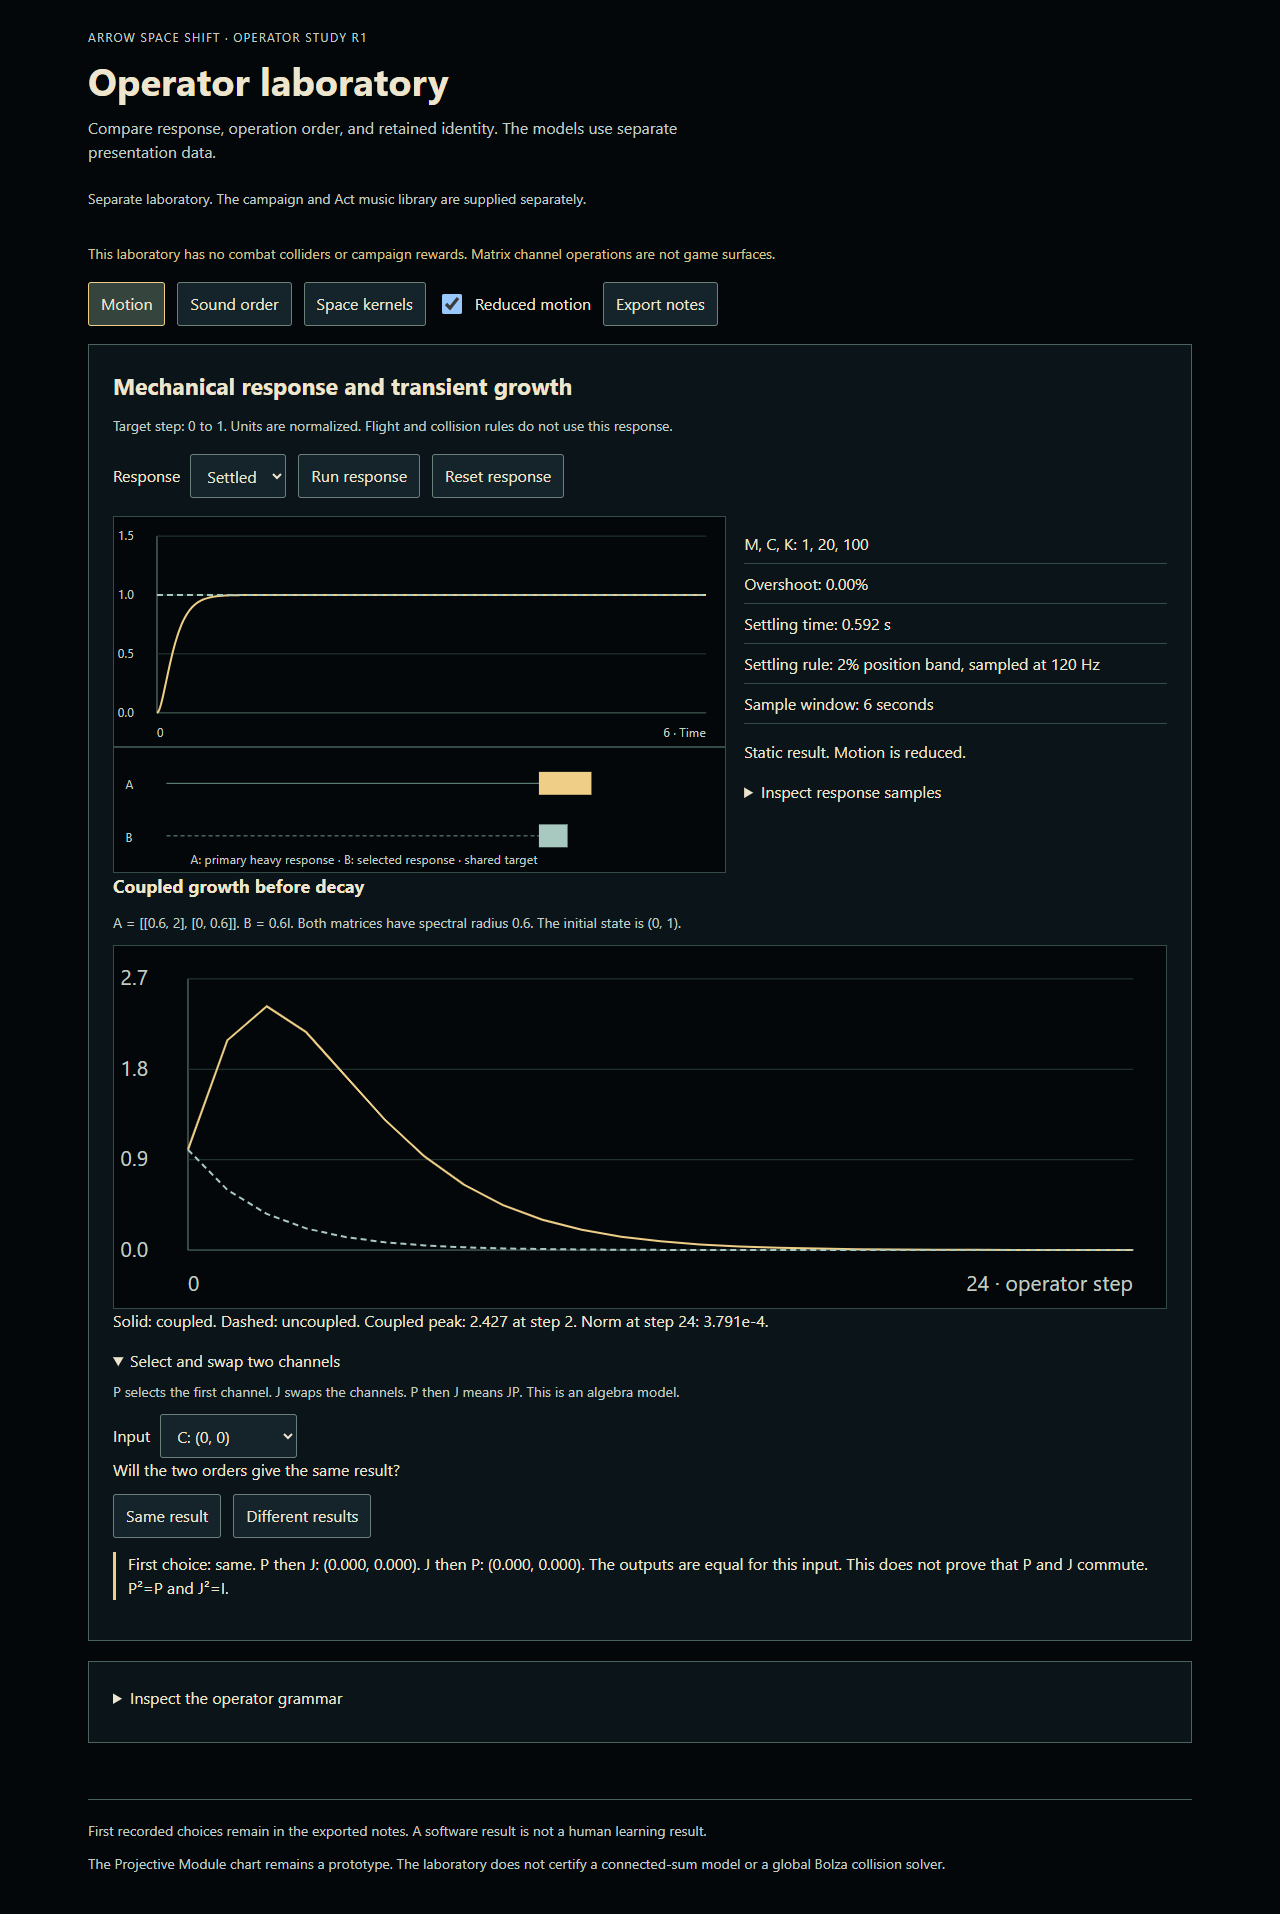 ARROW SPACE SHIFT · OPERATOR STUDY R1
Operator laboratory
Compare response, operation order, and retained identity. The models use separate
presentation data.
Separate laboratory. The campaign and Act music library are supplied separately.
This laboratory has no combat colliders or campaign rewards. Matrix channel operations are not game surfaces.
Motion
Sound order
Space kernels
Reduced motion
Export notes
Mechanical response and transient growth
Target step: 0 to 1. Units are normalized. Flight and collision rules do not use this response.
Response
Settled
Run response
Reset response
1.5
1.0
0.5
0.0
0
6 · Time
A
B
A: primary heavy response · B: selected response · shared target
M, C, K: 1, 20, 100
Overshoot: 0.00%
Settling time: 0.592 s
Settling rule: 2% position band, sampled at 120 Hz
Sample window: 6 seconds
Static result. Motion is reduced.
▶ Inspect response samples
Coupled growth before decay
A = [[0.6, 2], [0, 0.6]]. B = 0.6I. Both matrices have spectral radius 0.6. The initial state is (0, 1).
2.7
1.8
0.9
0.0
0
24 · operator step
Solid: coupled. Dashed: uncoupled. Coupled peak: 2.427 at step 2. Norm at step 24: 3.791e-4.
▼ Select and swap two channels
P selects the first channel. J swaps the channels. P then J means JP. This is an algebra model.
Input
C: (0, 0)
Will the two orders give the same result?
Same result
Different results
First choice: same. P then J: (0.000, 0.000). J then P: (0.000, 0.000). The outputs are equal for this input. This does not prove that P and J commute.
P²=P and J²=I.
▶ Inspect the operator grammar
First recorded choices remain in the exported notes. A software result is not a human learning result.
The Projective Module chart remains a prototype. The laboratory does not certify a connected-sum model or a global Bolza collision solver.